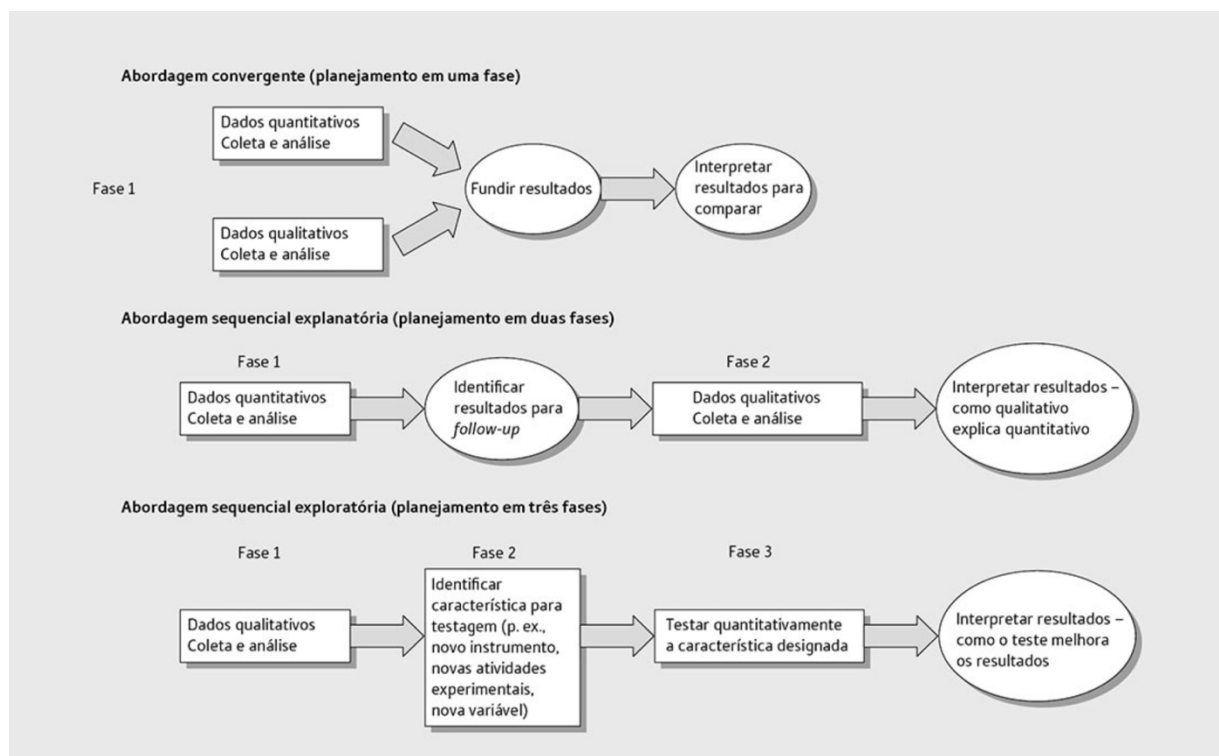 Abordagem convergente (planejamento em uma fase)
Dados quantitativos
Coleta e análise
Fase 1
Fundir resultados
Interpretar
resultados para
comparar
Dados qualitativos
Coleta e análise
Abordagem sequencial explanatória (planejamento em duas fases)
Fase 1
Fase 2
Dados quantitativos
Coleta e análise
Identificar
resultados para
follow-up
Dados qualitativos
Coleta e análise
Interpretar resultados –
como qualitativo
explica quantitativo
Abordagem sequencial exploratória (planejamento em três fases)
Fase 1
Fase 2
Fase 3
Dados qualitativos
Coleta e análise
Identificar
característica para
testagem (p. ex.,
novo instrumento,
novas atividades
experimentais,
nova variável)
Testar quantitativamente
a característica designada
Interpretar resultados –
como o teste melhora
os resultados